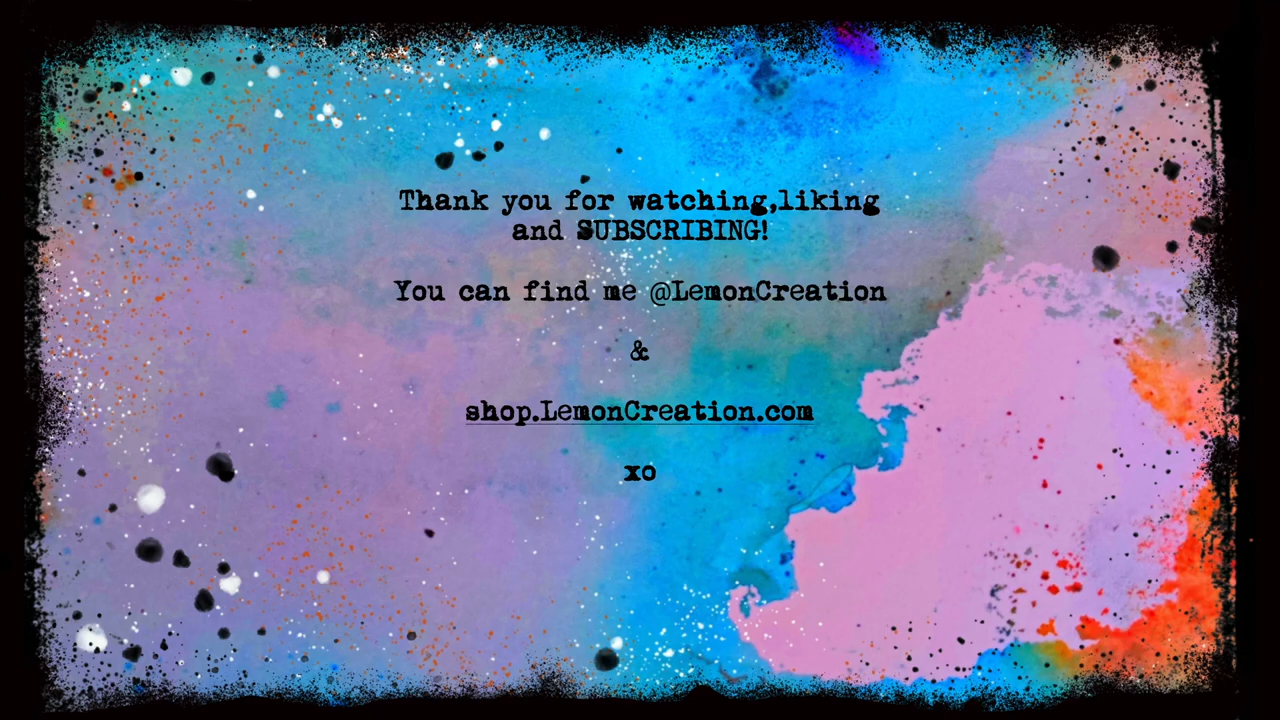 Thank you for watching,liking
and SUBSCRIBING!
You can find me @LemonCreation
&
shop.LemonCreation.com
xo